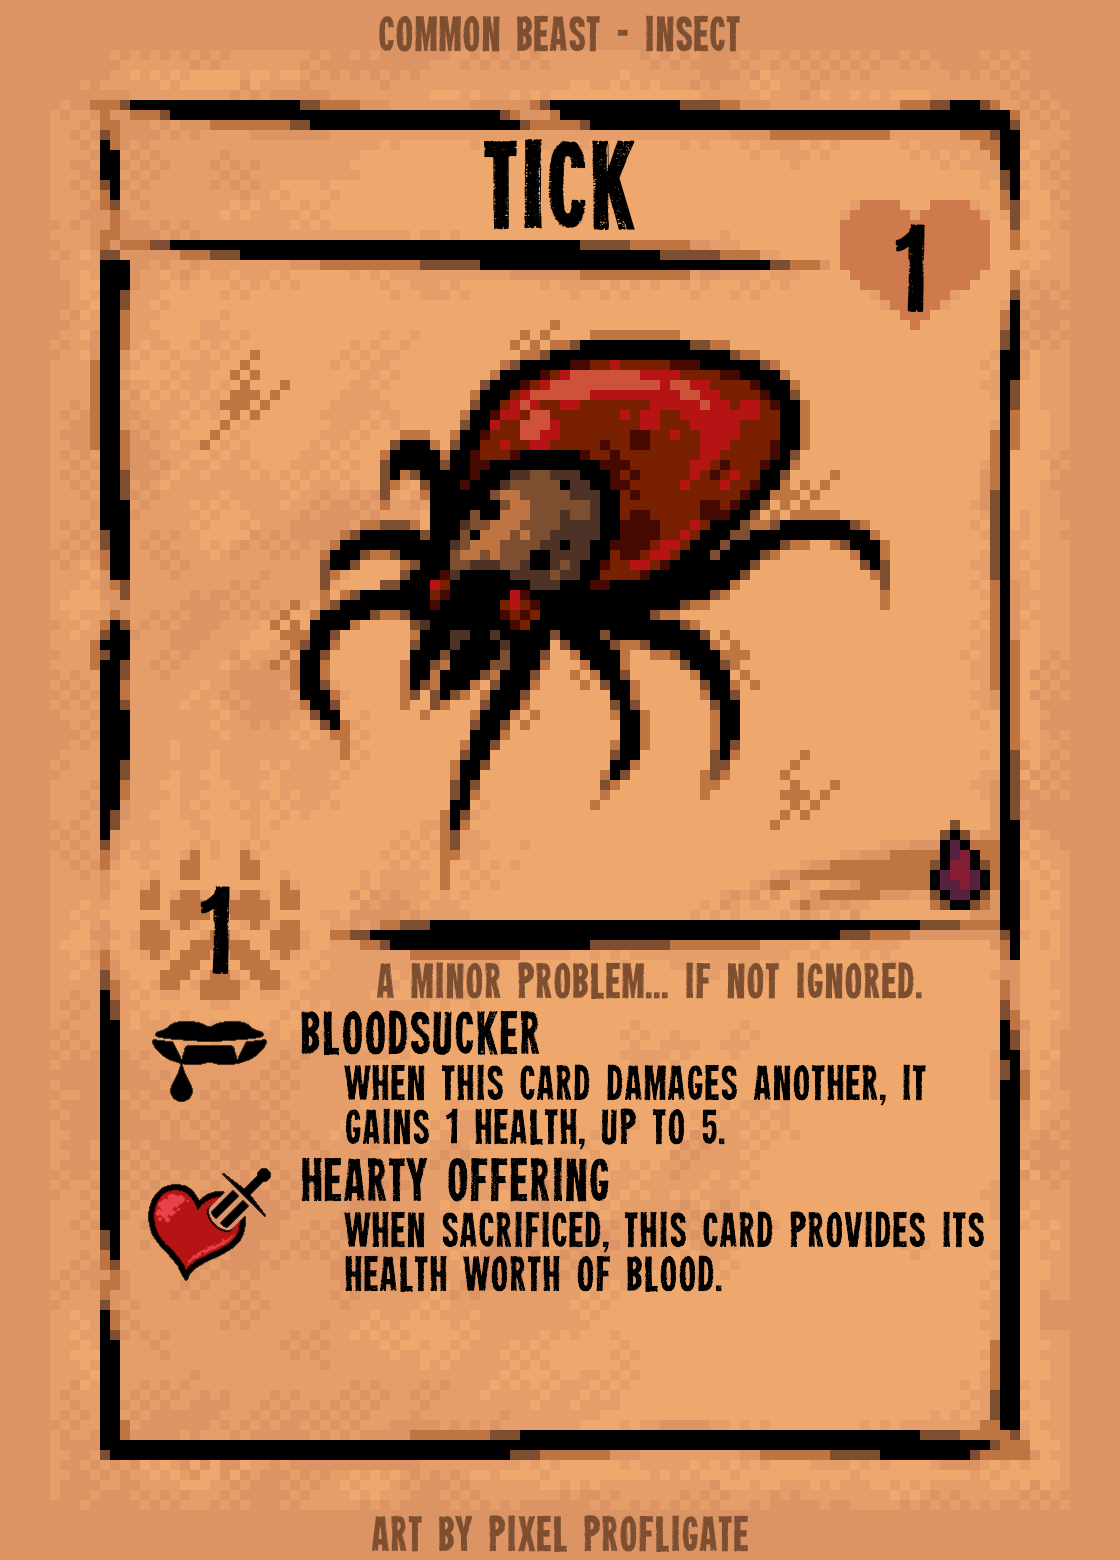 COMMON BEAST - INSECT
TICK
1
1
A MINOR PROBLEM... IF NOT IGNORED.
BLOODSUCKER
WHEN THIS CARD DAMAGES ANOTHER, IT
GAINS 1 HEALTH, UP TO 5.
HEARTY OFFERING
WHEN SACRIFICED, THIS CARD PROVIDES ITS
HEALTH WORTH OF BLOOD.
ART BY PIXEL PROFLIGATE